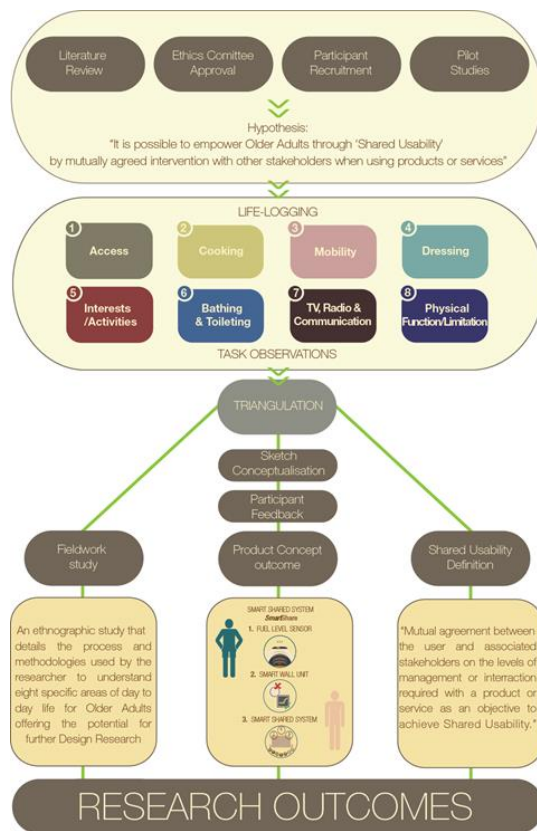 Literature
Review
Ethics Comittee
Approval
Participant
Recruitment
Pilot
Studies
Hypothesis:
"It is possible to empower Older Adults through 'Shared Usability'
by mutually agreed intervention with other stakeholders when using products or services"
LIFE-LOGGING
1
Access
2
Cooking
3
Mobility
4
Dressing
5
Interests
/Activities
6
Bathing
& Toileting
7
TV, Radio &
Communication
8
Physical
Function/Limitation
TASK OBSERVATIONS
TRIANGULATION
Sketch
Conceptualisation
Participant
Feedback
Fieldwork
study
Product Concept
outcome
Shared Usability
Definition
An ethnographic study that
details the process and
methodologies used by the
researcher to understand
eight specific areas of day to
day life for Older Adults
offering the potential for
further Design Research
SMART SHARED SYSTEM
SmartShare
1. FUEL LEVEL SENSOR
2. SMART WALL UNIT
3. SMART SHARED SYSTEM
"Mutual agreement between
the user and associated
stakeholders on the levels of
management or interraction
required with a product or
service as an objective to
achieve Shared Usability."
RESEARCH OUTCOMES